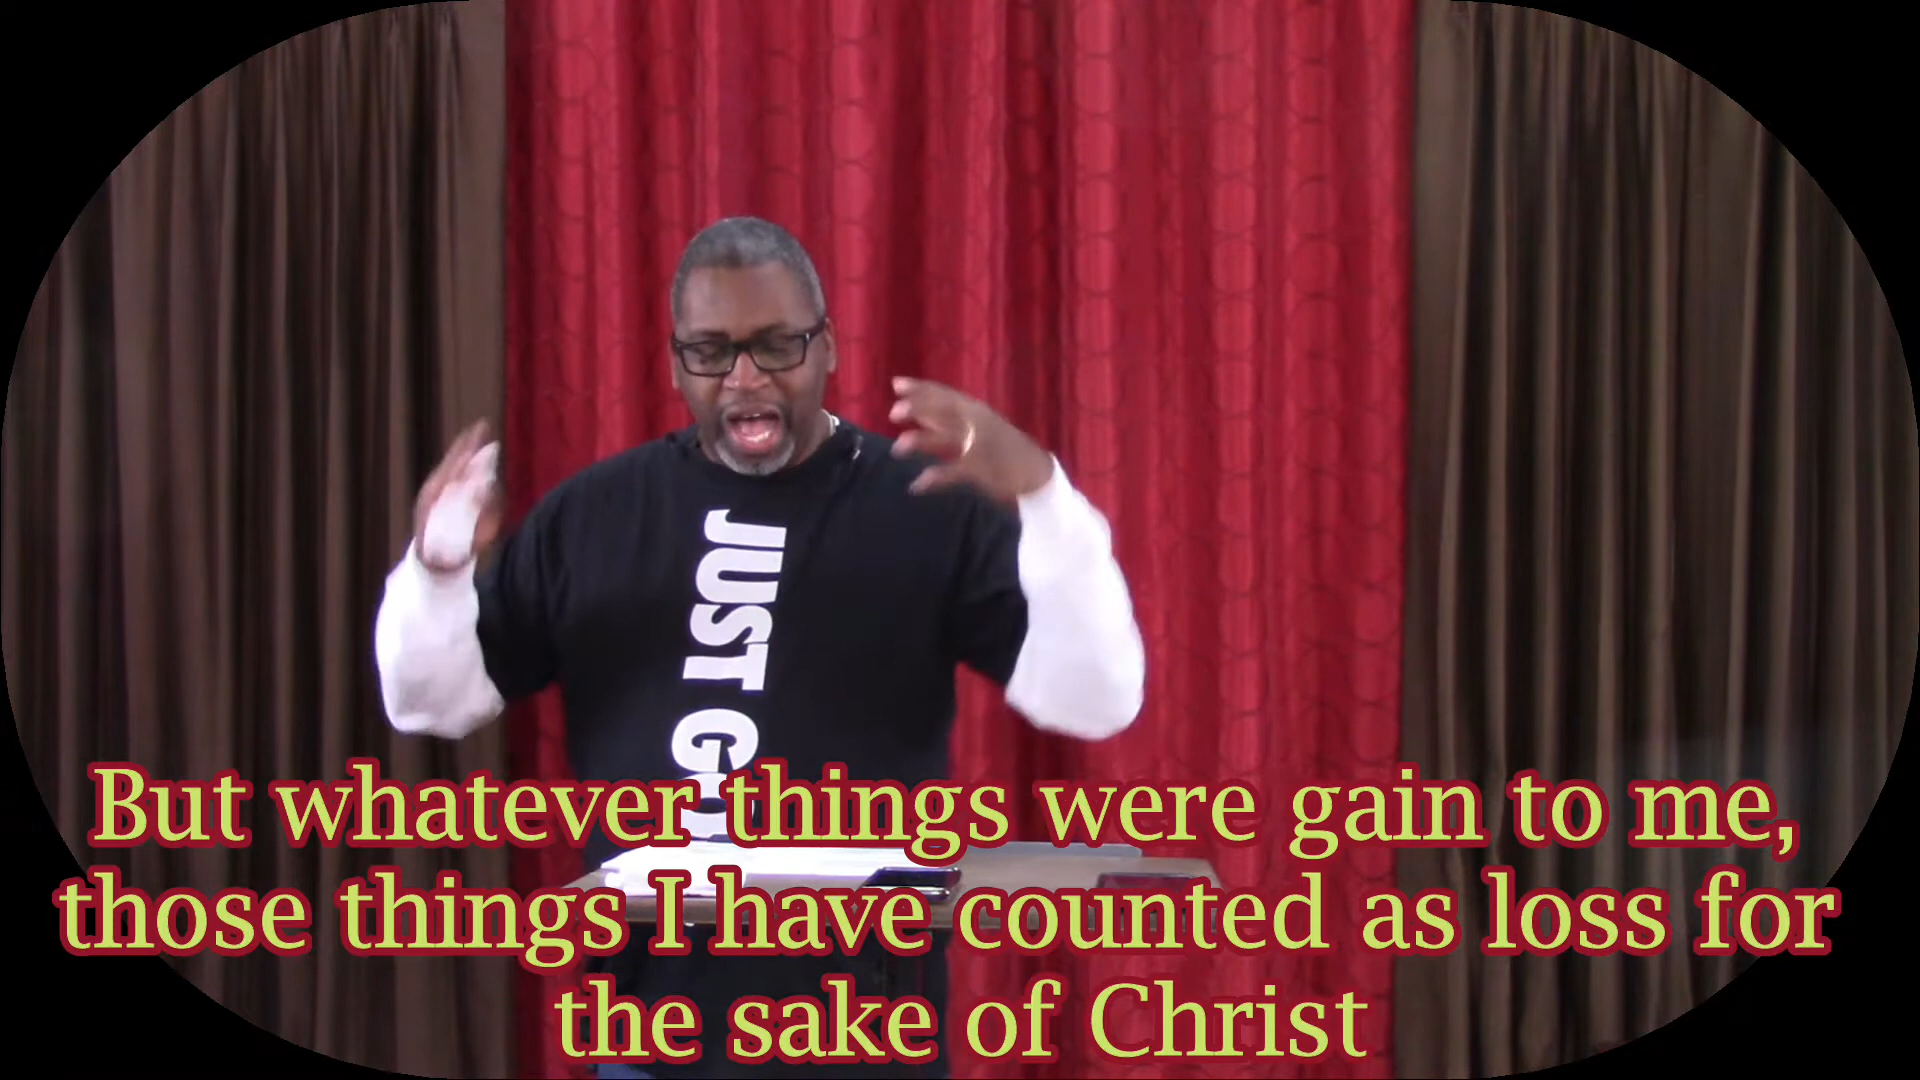 JUST G
But whatever things were gain to me,
those things I have counted as loss for
the sake of Christ